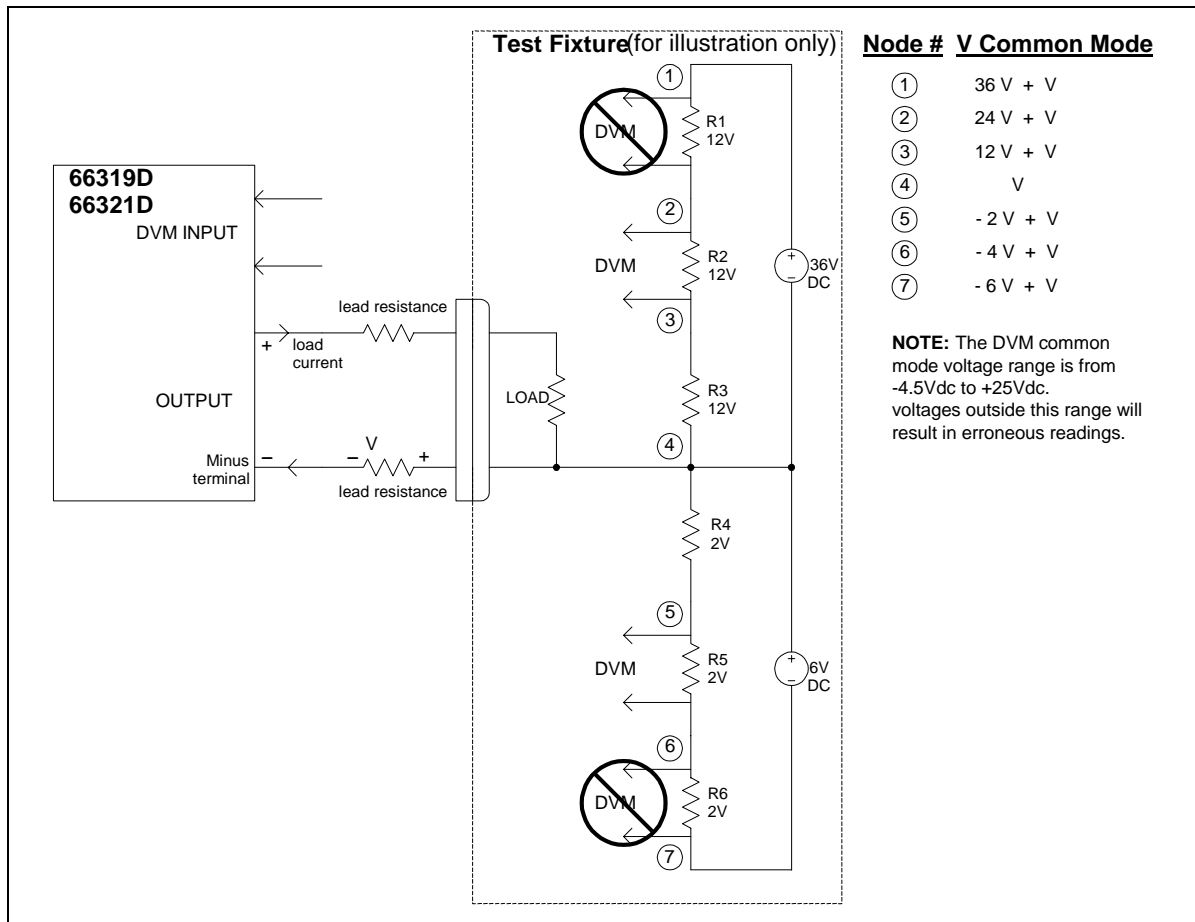 Test Fixture (for illustration only)
Node # V Common Mode
1 36 V + V
2 24 V + V
3 12 V + V
4 V
5 - 2 V + V
6 - 4 V + V
7 - 6 V + V
NOTE: The DVM common
mode voltage range is from
-4.5Vdc to +25Vdc.
voltages outside this range will
result in erroneous readings.
66319D
66321D
DVM INPUT
OUTPUT
+
load
current
lead resistance
Minus
terminal
−
− V +
lead resistance
LOAD
1
DVM
R1
12V
2
DVM
R2
12V
3
R3
12V
4
+
−
36V
DC
R4
2V
5
DVM
R5
2V
6
DVM
R6
2V
7
+
−
6V
DC